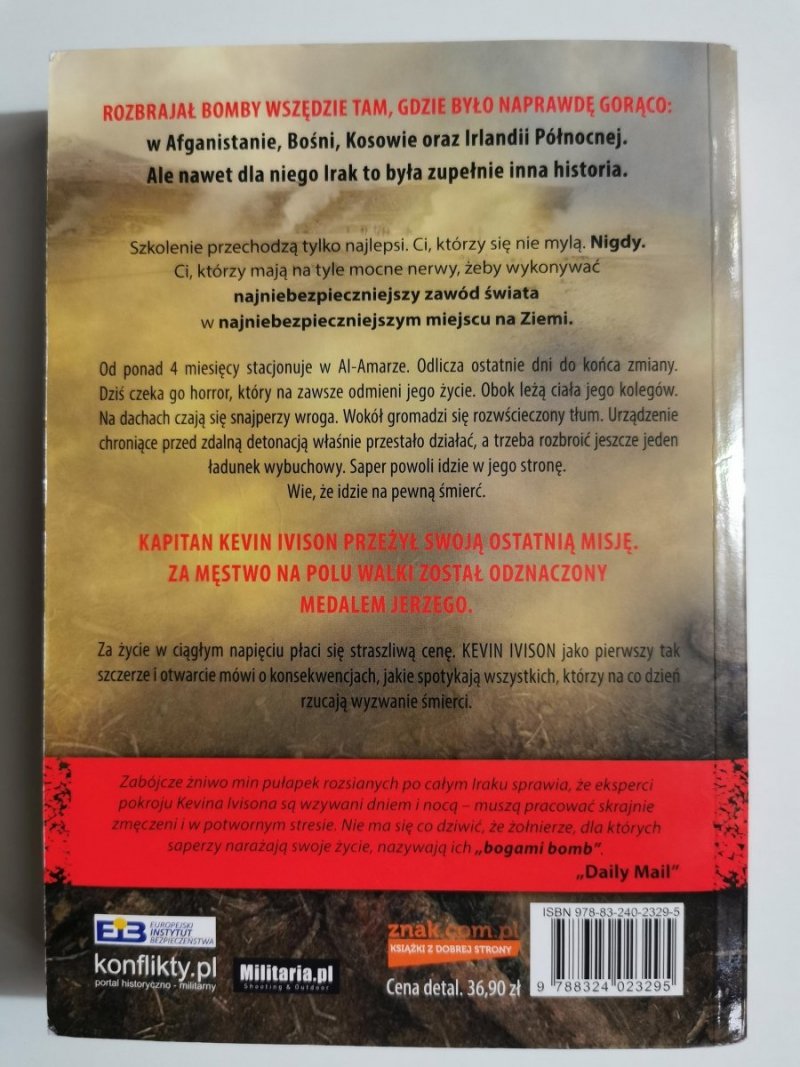 ROZBRAJAŁ BOMBY WSZĘDZIE TAM, GDZIE BYŁO NAPRAWDĘ GORĄCO:
w Afganistanie, Bośni, Kosowie oraz Irlandii Północnej.
Ale nawet dla niego Irak to była zupełnie inna historia.
Szkolenie przechodzą tylko najlepsi. Ci, którzy się nie mylą. Nigdy.
Ci, którzy mają na tyle mocne nerwy, żeby wykonywać
najniebezpieczniejszy zawód świata
w najniebezpieczniejszym miejscu na Ziemi.
Od ponad 4 miesięcy stacjonuje w Al-Amarze. Odlicza ostatnie dni do końca zmiany.
Dziś czeka go horror, który na zawsze odmieni jego życie. Obok leżą ciała jego kolegów.
Na dachach czają się snajperzy wroga. Wokół gromadzi się rozwścieczony tłum. Urządzenie
chroniące przed zdalną detonacją właśnie przestało działać, a trzeba rozbroić jeszcze jeden
ładunek wybuchowy. Saper powoli idzie w jego stronę.
Wie, że idzie na pewną śmierć.
KAPITAN KEVIN IVISON PRZEŻYŁ SWOJĄ OSTATNIĄ MISJĘ.
ZA MĘSTWO NA POLU WALKI ZOSTAŁ ODZNACZONY
MEDALEM JERZEGO.
Za życie w ciągłym napięciu płaci się straszliwą cenę. KEVIN IVISON jako pierwszy tak
szczerze i otwarcie mówi o konsekwencjach, jakie spotykają wszystkich, którzy na co dzień
rzucają wyzwanie śmierci.
Zabójcze żniwo min pułapek rozsianych po całym Iraku sprawia, że eksperci
pokroju Kevina Ivisona są wzywani dniem i nocą – muszą pracować skrajnie
zmęczeni i w potwornym stresie. Nie ma się co dziwić, że żołnierze, dla których
saperzy narażają swoje życie, nazywają ich „bogami bomb”.
„Daily Mail”
EIB EUROPEJSKI
INSTYTUT
BEZPIECZEŃSTWA
konflikty.pl
portal historyczno - militarny
Militaria.pl
Shooting & Outdoor
znak.com.pl
KSIĄŻKI Z DOBREJ STRONY
Cena detal. 36,90 zł
ISBN 978-83-240-2329-5
9 788324 023295